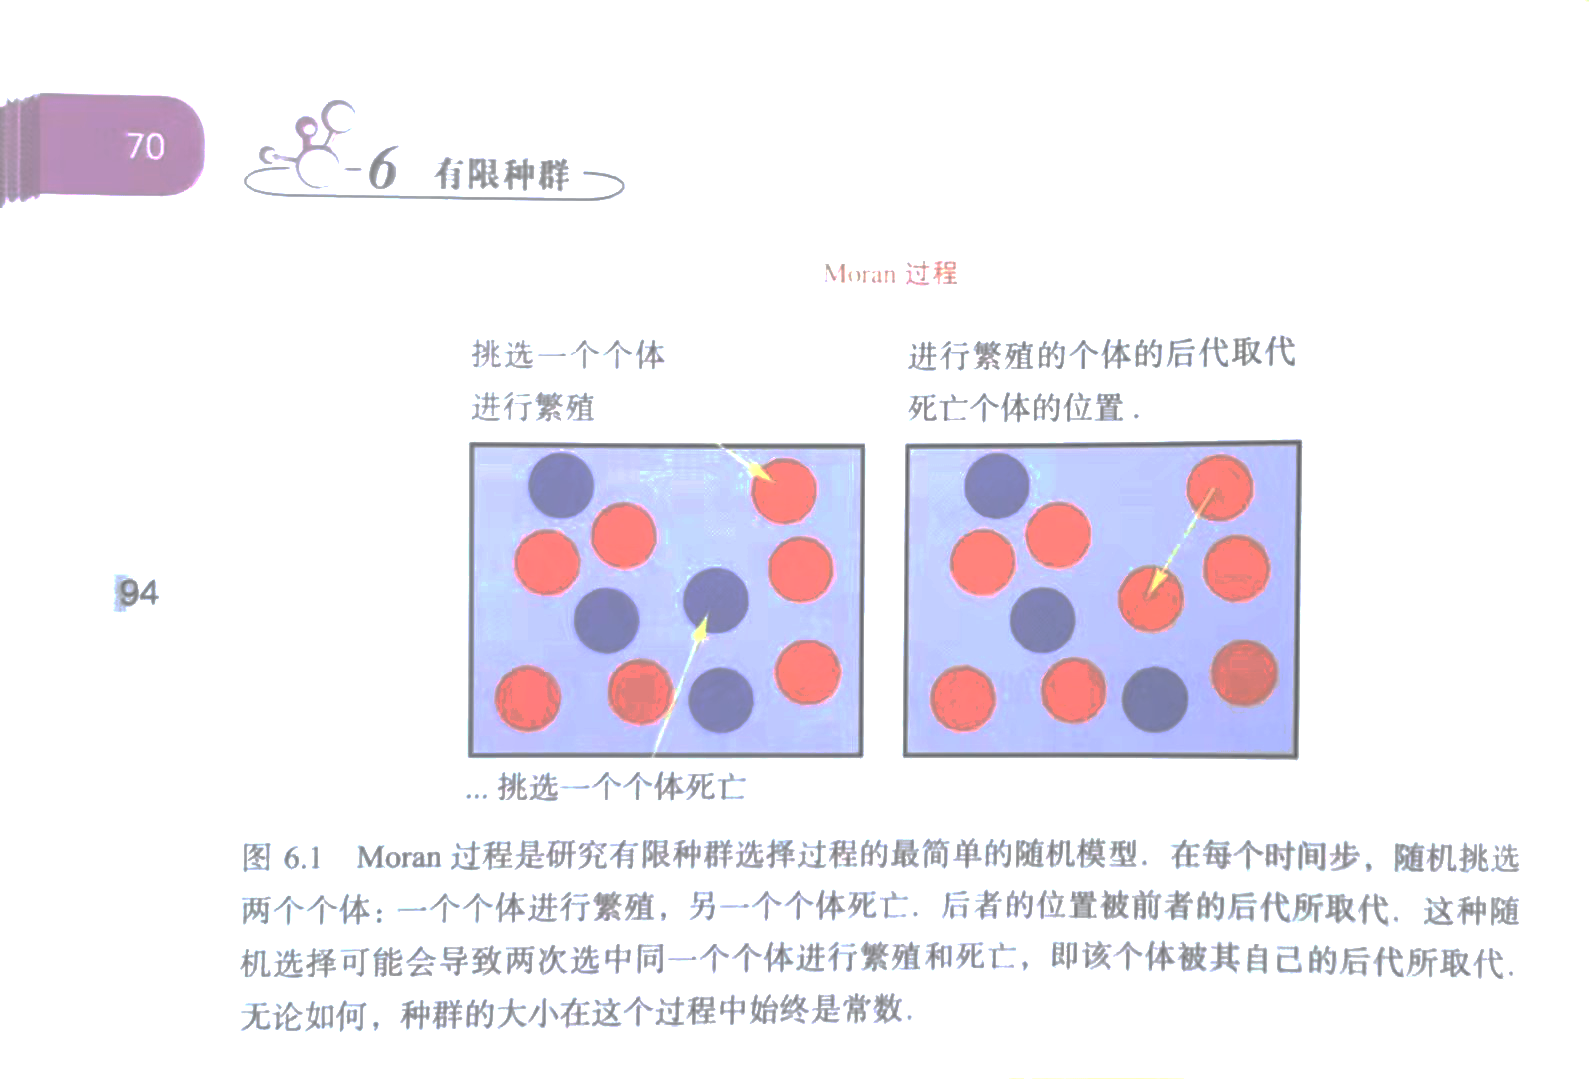 70
6 有限种群
Moran 过程
挑选一个个体
进行繁殖
进行繁殖的个体的后代取代
死亡个体的位置.
94
... 挑选一个个体死亡
图 6.1 Moran 过程是研究有限种群选择过程的最简单的随机模型. 在每个时间步, 随机挑选
两个个体: 一个个体进行繁殖, 另一个个体死亡. 后者的位置被前者的后代所取代. 这种随
机选择可能会导致两次选中同一个个体进行繁殖和死亡, 即该个体被其自己的后代所取代.
无论如何, 种群的大小在这个过程中始终是常数.